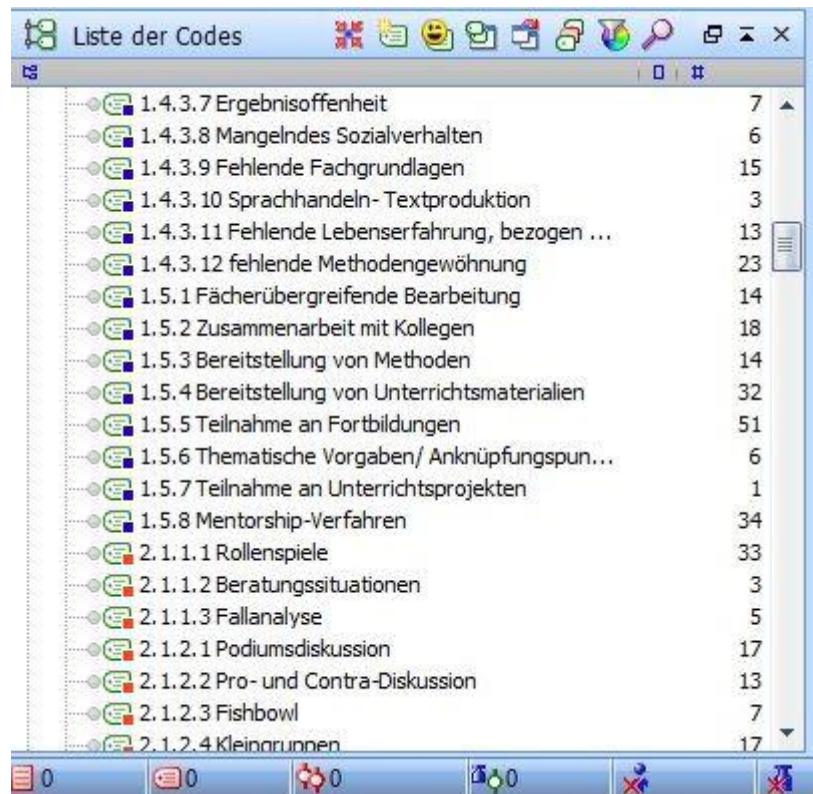 Liste der Codes
1.4.3.7 Ergebnisoffenheit 7
1.4.3.8 Mangelndes Sozialverhalten 6
1.4.3.9 Fehlende Fachgrundlagen 15
1.4.3.10 Sprachhandeln- Textproduktion 3
1.4.3.11 Fehlende Lebenserfahrung, bezogen ... 13
1.4.3.12 fehlende Methodengewöhnung 23
1.5.1 Fächerübergreifende Bearbeitung 14
1.5.2 Zusammenarbeit mit Kollegen 18
1.5.3 Bereitstellung von Methoden 14
1.5.4 Bereitstellung von Unterrichtsmaterialien 32
1.5.5 Teilnahme an Fortbildungen 51
1.5.6 Thematische Vorgaben/ Anknüpfungspun... 6
1.5.7 Teilnahme an Unterrichtsprojekten 1
1.5.8 Mentorship-Verfahren 34
2.1.1.1 Rollenspiele 33
2.1.1.2 Beratungssituationen 3
2.1.1.3 Fallanalyse 5
2.1.2.1 Podiumsdiskussion 17
2.1.2.2 Pro- und Contra-Diskussion 13
2.1.2.3 Fishbowl 7
2.1.2.4 Kleingruppen 17
0 0 0 0